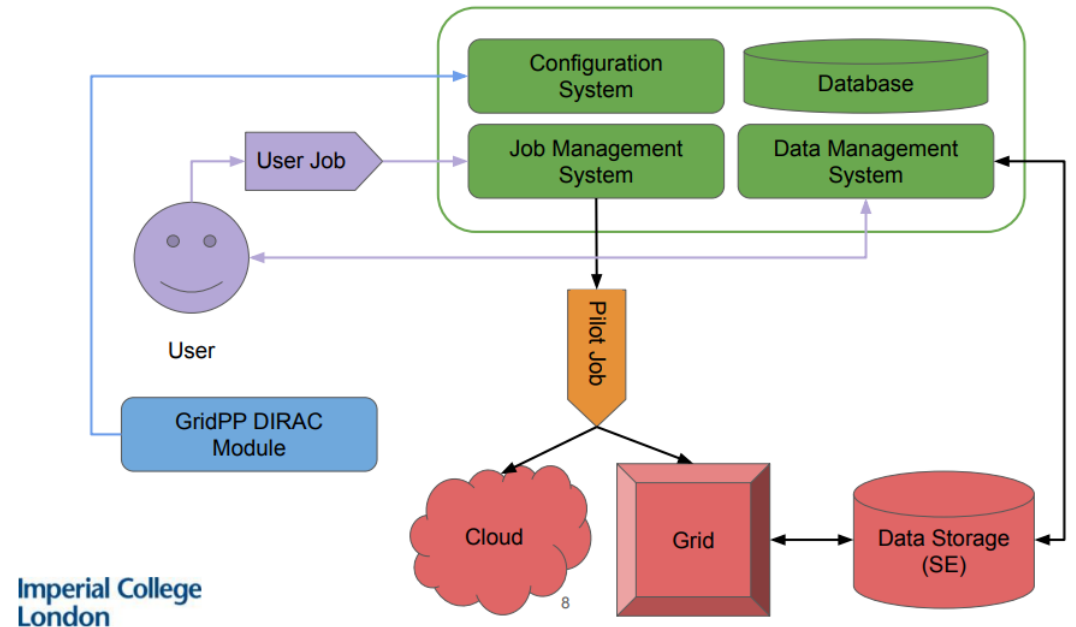 Configuration
System
Database
User Job
Job Management
System
Data Management
System
Pilot Job
User
GridPP DIRAC
Module
Cloud
Grid
Data Storage
(SE)
8
Imperial College
London